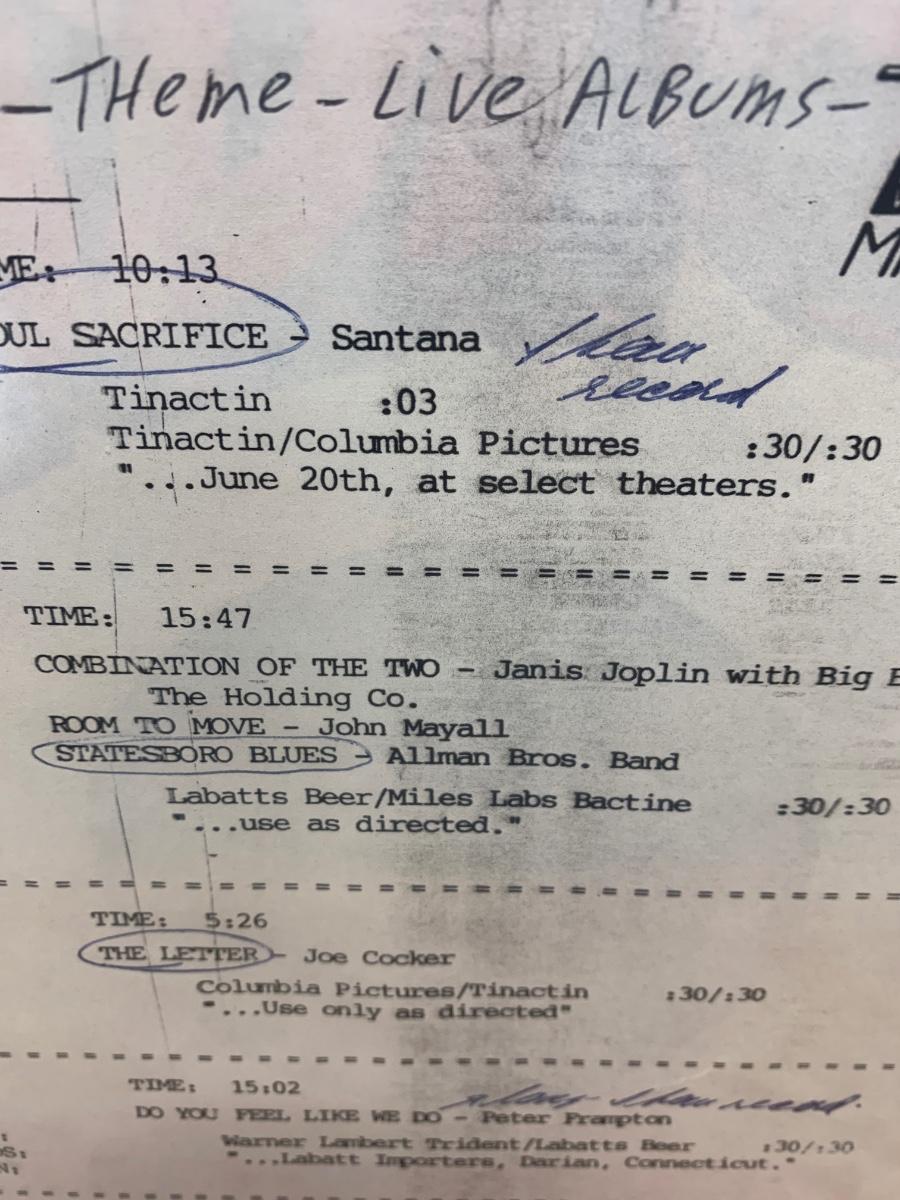 - THeme - Live ALBUMS -
ME: 10:13
OUL SACRIFICE - Santana
record
Tinactin :03
Tinactin/Columbia Pictures :30/:30
"...June 20th, at select theaters."
= = = = = = = = = = = = = = = = = = = = = = = =
TIME: 15:47
COMBINATION OF THE TWO - Janis Joplin with Big
The Holding Co.
ROOM TO MOVE - John Mayall
STATESBORO BLUES - Allman Bros. Band
Labatts Beer/Miles Labs Bactine :30/:30
"...use as directed."
= = = = = = = = = = = = = = = = = = = = = = = =
TIME: 5:26
THE LETTER - Joe Cocker
Columbia Pictures/Tinactin :30/:30
"...Use only as directed"
= = = = = = = = = = = = = = = = = = = = = = = =
TIME: 15:02
DO YOU FEEL LIKE WE DO - Peter Frampton
Warner Lambert Trident/Labatts Beer :30/:30
"...Labatt Importers, Darian, Connecticut."